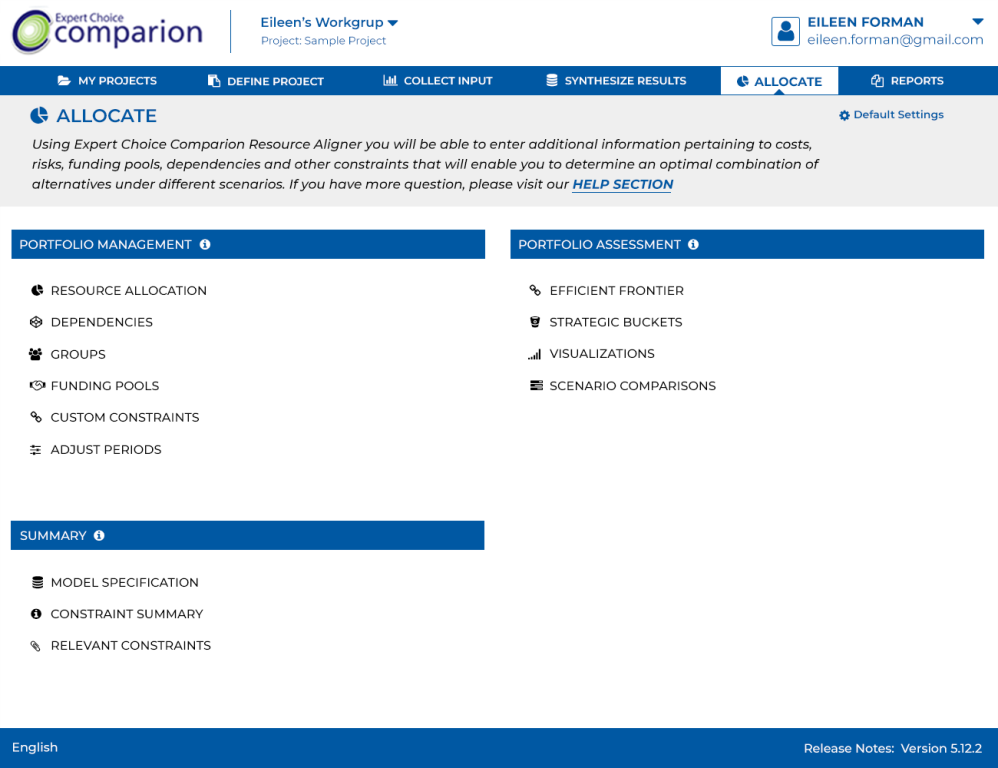 Expert Choice
comparion
Eileen's Workgrup
Project: Sample Project
EILEEN FORMAN
eileen.forman@gmail.com
MY PROJECTS
DEFINE PROJECT
COLLECT INPUT
SYNTHESIZE RESULTS
ALLOCATE
REPORTS
ALLOCATE
Default Settings
Using Expert Choice Comparion Resource Aligner you will be able to enter additional information pertaining to costs,
risks, funding pools, dependencies and other constraints that will enable you to determine an optimal combination of
alternatives under different scenarios. If you have more question, please visit our HELP SECTION
PORTFOLIO MANAGEMENT
RESOURCE ALLOCATION
DEPENDENCIES
GROUPS
FUNDING POOLS
CUSTOM CONSTRAINTS
ADJUST PERIODS
PORTFOLIO ASSESSMENT
EFFICIENT FRONTIER
STRATEGIC BUCKETS
VISUALIZATIONS
SCENARIO COMPARISONS
SUMMARY
MODEL SPECIFICATION
CONSTRAINT SUMMARY
RELEVANT CONSTRAINTS
English
Release Notes: Version 5.12.2